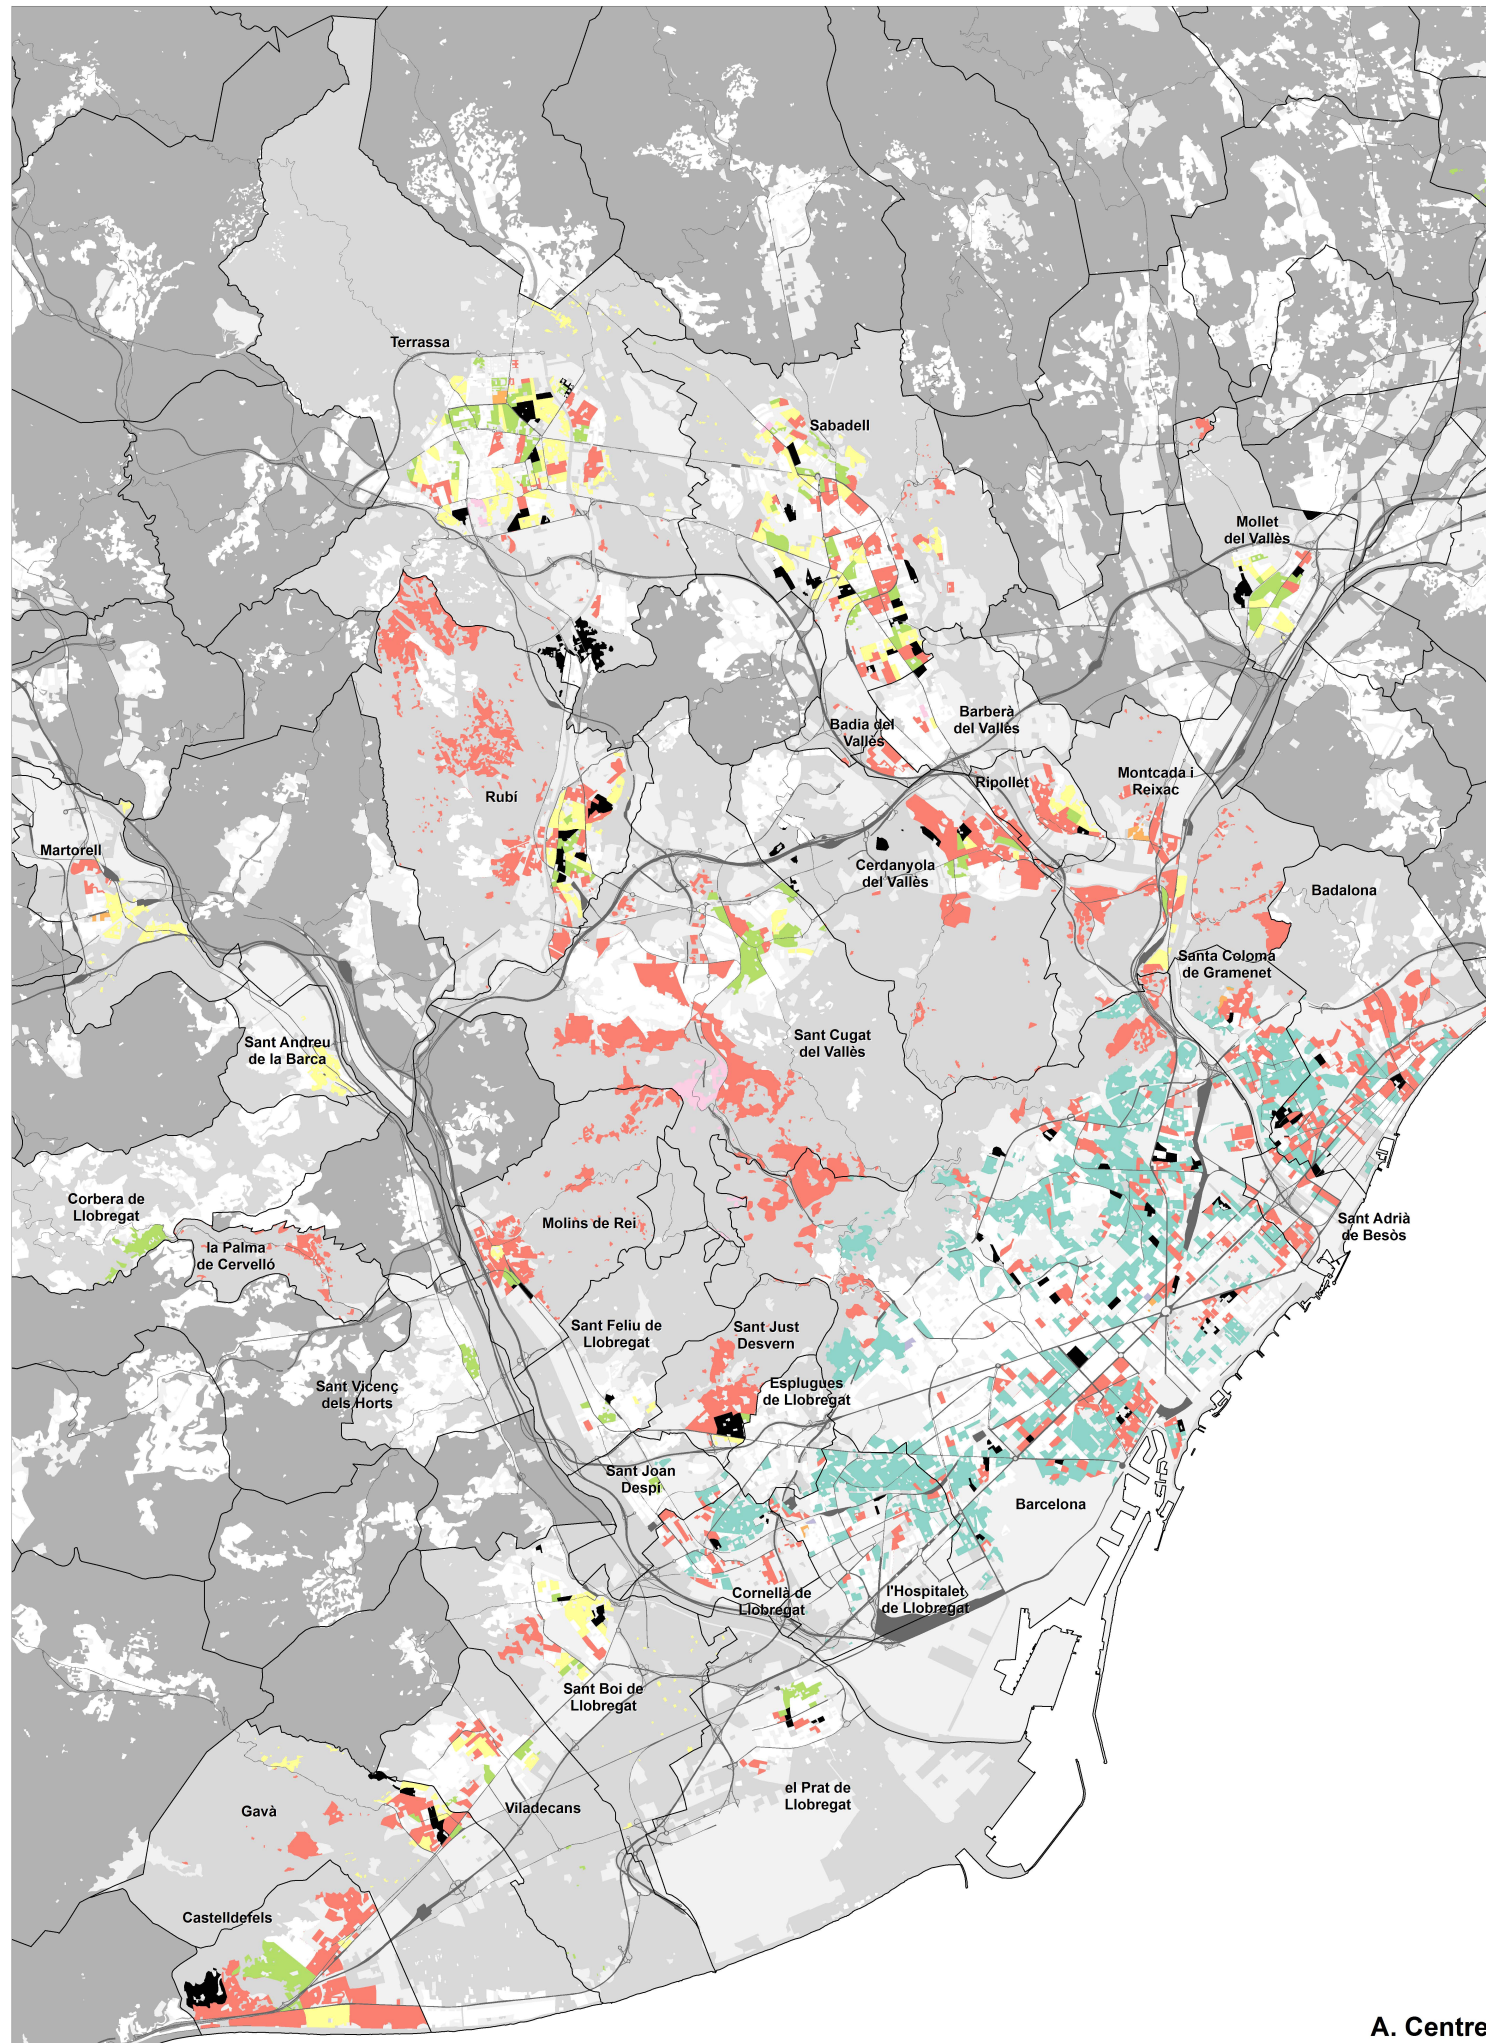 Terrassa
Sabadell
Mollet
del Vallès
Badia del
Vallès
Barberà
del Vallès
Ripollet
Montcada i
Reixac
Rubí
Martorell
Cerdanyola
del Vallès
Badalona
Santa Coloma
de Gramenet
Sant Andreu
de la Barca
Sant Cugat
del Vallès
Corbera de
Llobregat
la Palma
de Cervelló
Molins de Rei
Sant Adrià
de Besòs
Sant Feliu de
Llobregat
Sant Just
Desvern
Sant Vicenç
dels Horts
Esplugues
de Llobregat
Sant Joan
Despí
Barcelona
Cornellà de
Llobregat
l'Hospitalet
de Llobregat
Sant Boi de
Llobregat
el Prat de
Llobregat
Viladecans
Gavà
Castelldefels
A. Centre